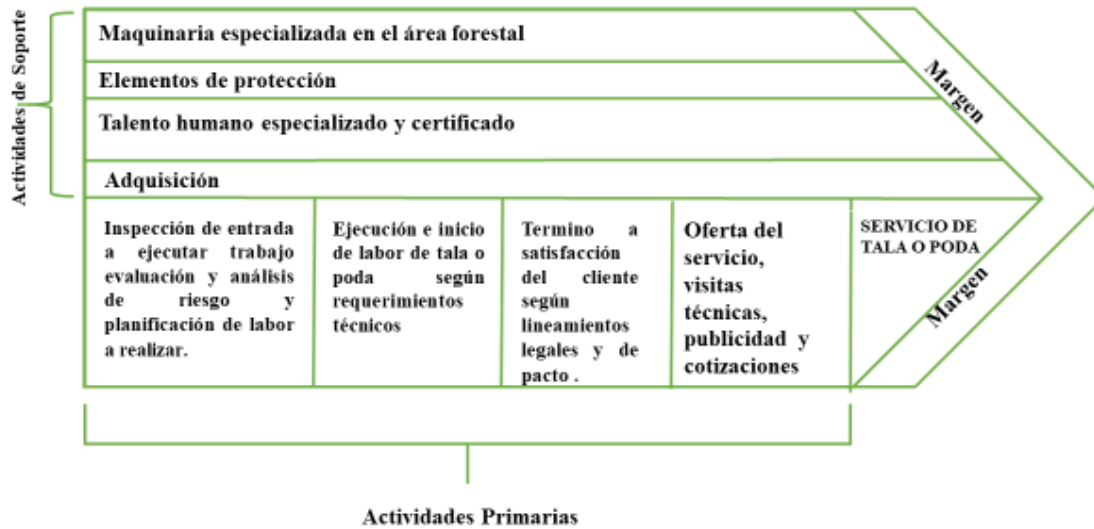 Actividades de Soporte
Maquinaria especializada en el área forestal
Elementos de protección
Talento humano especializado y certificado
Adquisición
Margen
Inspección de entrada
a ejecutar trabajo
evaluación y análisis
de riesgo y
planificación de labor
a realizar.
Ejecución e inicio
de labor de tala o
poda según
requerimientos
técnicos
Termino a
satisfacción
del cliente
según
lineamientos
legales y de
pacto .
Oferta del
servicio,
visitas
técnicas,
publicidad y
cotizaciones
SERVICIO DE
TALA O PODA
Margen
Actividades Primarias